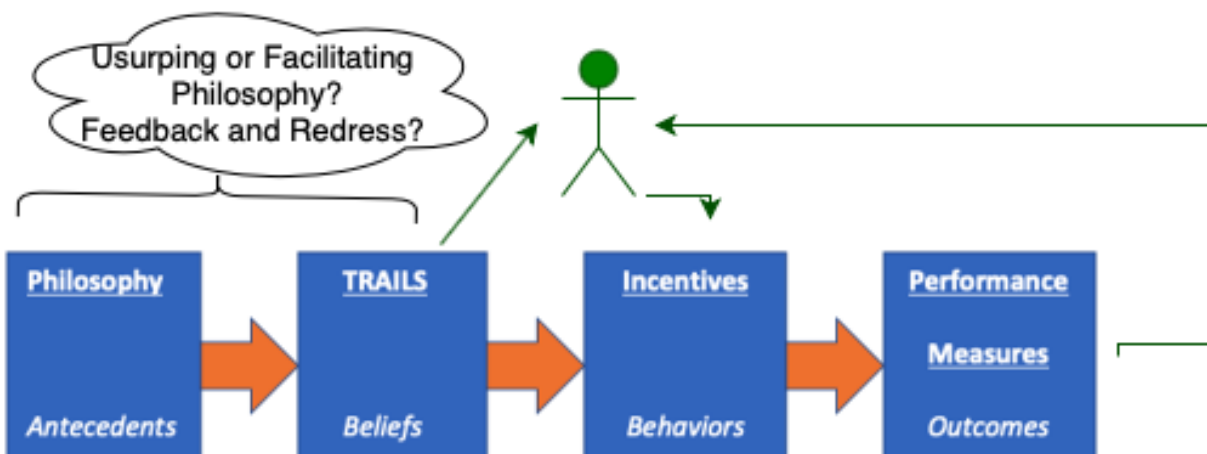 Usurping or Facilitating
Philosophy?
Feedback and Redress?
Philosophy
TRAILS
Incentives
Performance
Measures
Antecedents
Beliefs
Behaviors
Outcomes